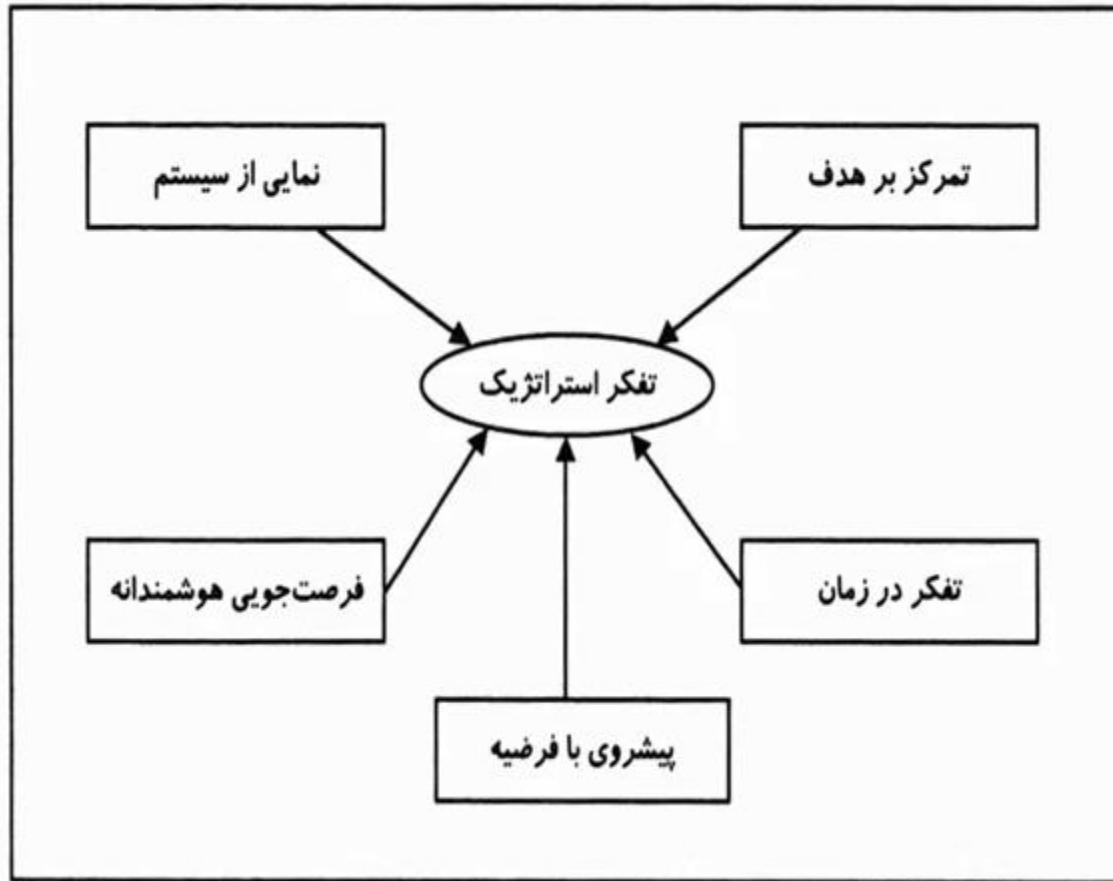 تمرکز بر هدف
نمایی از سیستم
تفکر استراتژیک
تفکر در زمان
فرصت‌جویی هوشمندانه
پیشروی با فرضیه